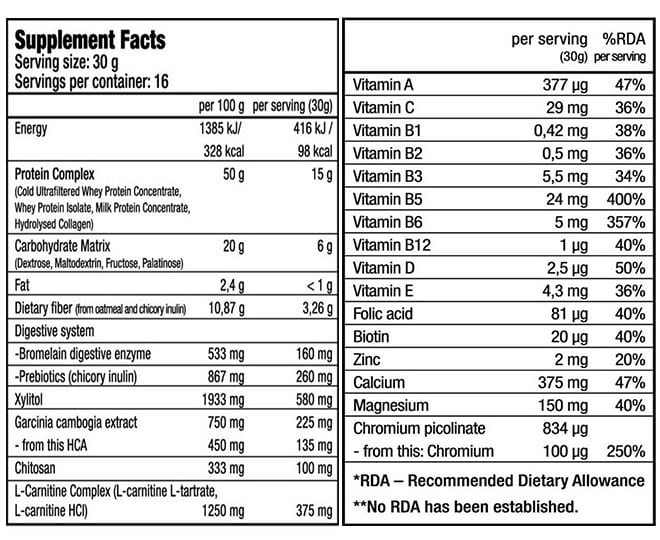 Supplement Facts
Serving size: 30 g
Servings per container: 16
per 100 g per serving (30g)
Energy 1385 kJ/ 416 kJ /
328 kcal 98 kcal
Protein Complex 50 g 15 g
(Cold Ultrafiltered Whey Protein Concentrate,
Whey Protein Isolate, Milk Protein Concentrate,
Hydrolysed Collagen)
Carbohydrate Matrix 20 g 6 g
(Dextrose, Maltodextrin, Fructose, Palatinose)
Fat 2,4 g < 1 g
Dietary fiber (from oatmeal and chicory inulin) 10,87 g 3,26 g
Digestive system
-Bromelain digestive enzyme 533 mg 160 mg
-Prebiotics (chicory inulin) 867 mg 260 mg
Xylitol 1933 mg 580 mg
Garcinia cambogia extract 750 mg 225 mg
- from this HCA 450 mg 135 mg
Chitosan 333 mg 100 mg
L-Carnitine Complex (L-carnitine L-tartrate,
L-carnitine HCl) 1250 mg 375 mg
per serving %RDA
(30g) per serving
Vitamin A 377 µg 47%
Vitamin C 29 mg 36%
Vitamin B1 0,42 mg 38%
Vitamin B2 0,5 mg 36%
Vitamin B3 5,5 mg 34%
Vitamin B5 24 mg 400%
Vitamin B6 5 mg 357%
Vitamin B12 1 µg 40%
Vitamin D 2,5 µg 50%
Vitamin E 4,3 mg 36%
Folic acid 81 µg 40%
Biotin 20 µg 40%
Zinc 2 mg 20%
Calcium 375 mg 47%
Magnesium 150 mg 40%
Chromium picolinate 834 µg
- from this: Chromium 100 µg 250%
*RDA – Recommended Dietary Allowance
**No RDA has been established.